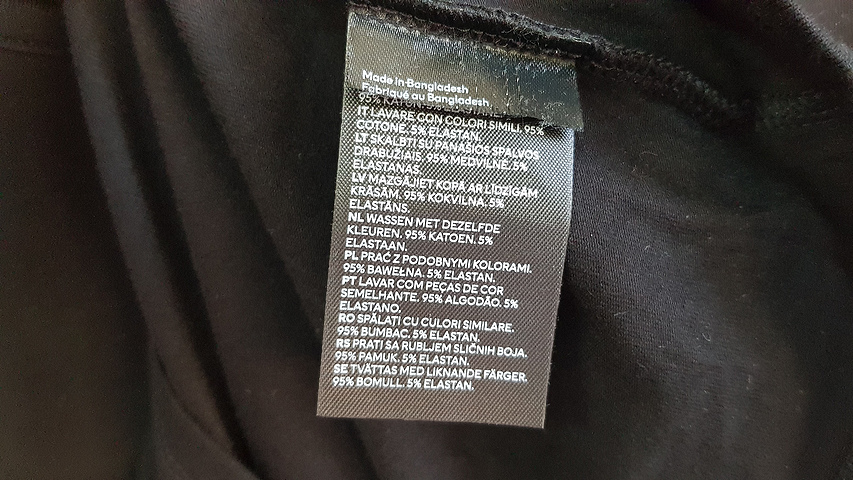 Made in Bangladesh
Fabriqué au Bangladesh
95% KATOEN
IT LAVARE CON COLORI SIMILI. 95%
COTONE. 5% ELASTAN.
LT SKALBTI SU PANAŠIOS SPALVOS
DRABUŽIAIS. 95% MEDVILNĖ. 5%
ELASTANAS.
LV MAZGĀJIET KOPĀ AR LĪDZĪGĀM
KRĀSĀM. 95% KOKVILNA. 5%
ELASTĀNS.
NL WASSEN MET DEZELFDE
KLEUREN. 95% KATOEN. 5%
ELASTAAN.
PL PRAĆ Z PODOBNYMI KOLORAMI.
95% BAWEŁNA. 5% ELASTAN.
PT LAVAR COM PEÇAS DE COR
SEMELHANTE. 95% ALGODÃO. 5%
ELASTANO.
RO SPĂLAȚI CU CULORI SIMILARE.
95% BUMBAC. 5% ELASTAN.
RS PRATI SA RUBLJEM SLIČNIH BOJA.
95% PAMUK. 5% ELASTAN.
SE TVÄTTAS MED LIKNANDE FÄRGER.
95% BOMULL. 5% ELASTAN.